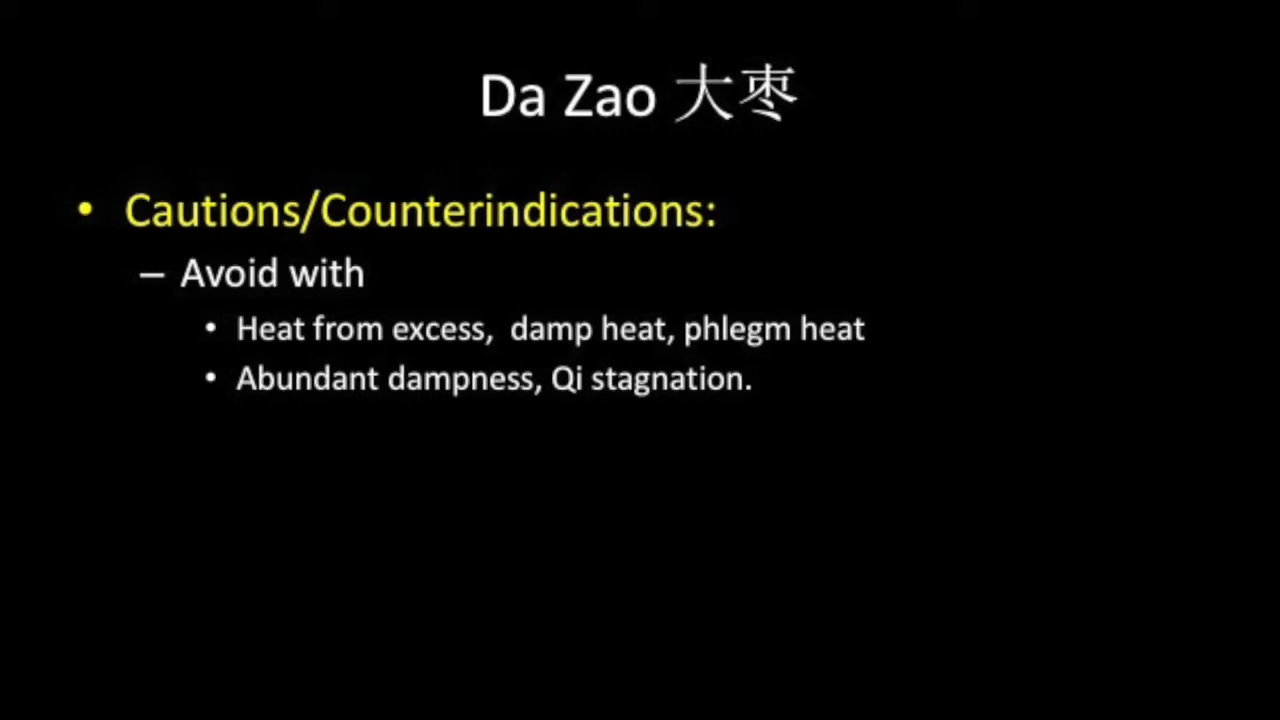 Da Zao 大枣
• Cautions/Counterindications:
– Avoid with
• Heat from excess, damp heat, phlegm heat
• Abundant dampness, Qi stagnation.